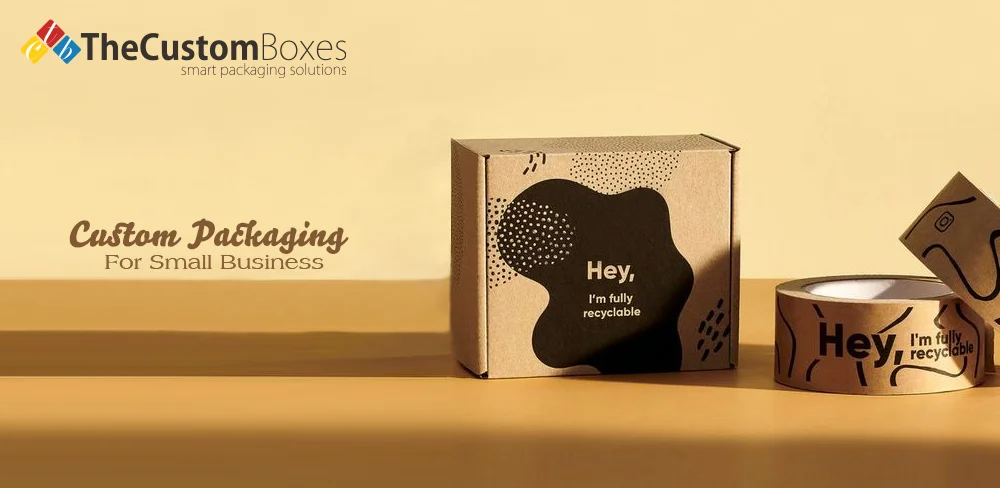 TheCustomBoxes
smart packaging solutions
Custom Packaging
For Small Business
Hey,
I'm fully
recyclable
Hey,
I'm fully
recyclable